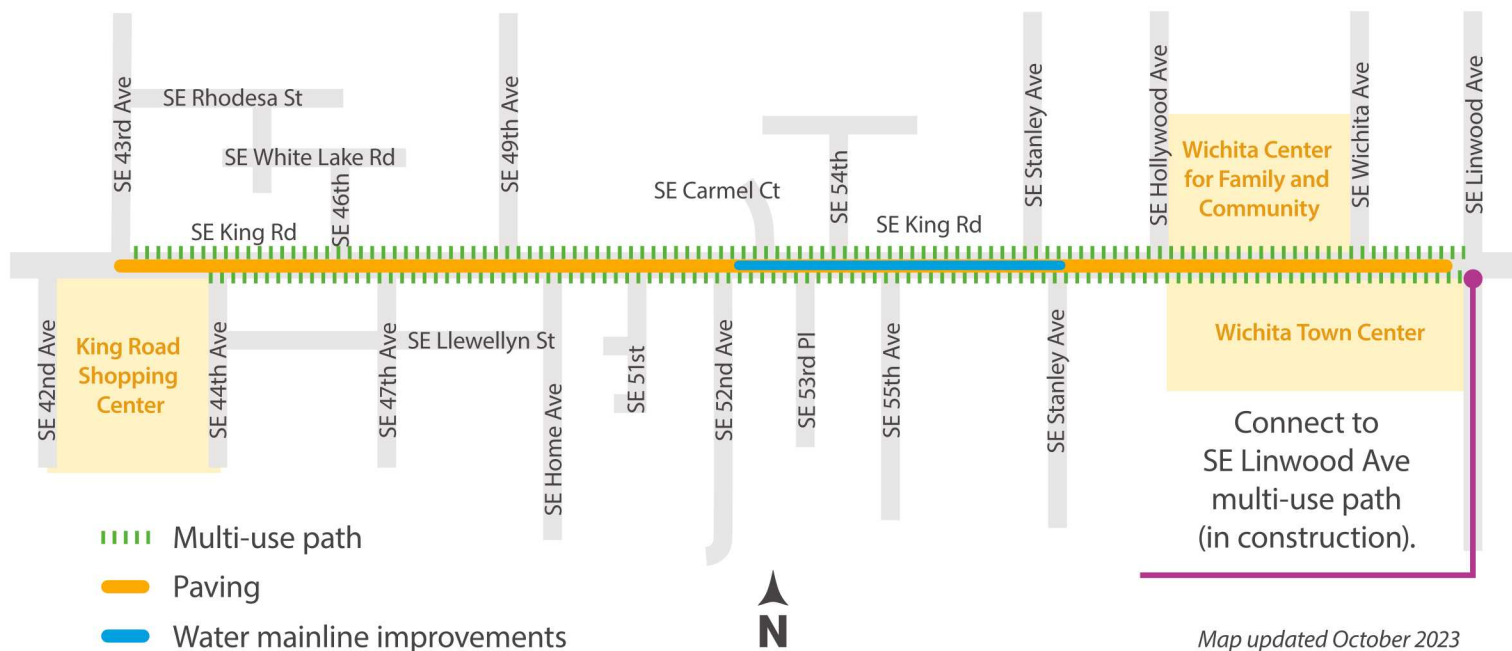 SE 43rd Ave
SE Rhodesa St
SE White Lake Rd
SE 46th
SE King Rd
SE 49th Ave
SE Carmel Ct
SE 54th
SE King Rd
SE Stanley Ave
SE Hollywood Ave
Wichita Center
for Family and
Community
SE Wichita Ave
SE Linwood Ave
SE 42nd Ave
King Road
Shopping
Center
SE 44th Ave
SE Llewellyn St
SE 47th Ave
SE Home Ave
SE 51st
SE 52nd Ave
SE 53rd Pl
SE 55th Ave
SE Stanley Ave
Wichita Town Center
Connect to
SE Linwood Ave
multi-use path
(in construction).
Multi-use path
Paving
Water mainline improvements
N
Map updated October 2023